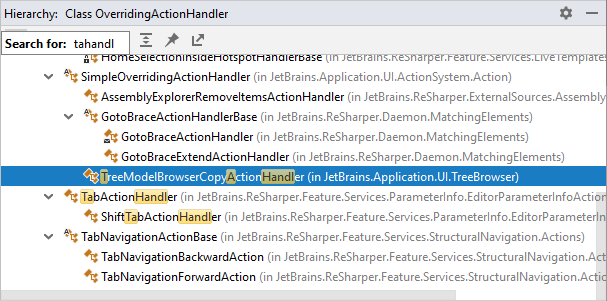 Hierarchy: Class OverridingActionHandler
Search for: tahandl
HomeSelectionInsideHotspotHandlerBase (in JetBrains.ReSharper.Feature.Services.LiveTemplates
SimpleOverridingActionHandler (in JetBrains.Application.UI.ActionSystem.Action)
AssemblyExplorerRemoveItemsActionHandler (in JetBrains.ReSharper.ExternalSources.Assembly
GotoBraceActionHandlerBase (in JetBrains.ReSharper.Daemon.MatchingElements)
GotoBraceActionHandler (in JetBrains.ReSharper.Daemon.MatchingElements)
GotoBraceExtendActionHandler (in JetBrains.ReSharper.Daemon.MatchingElements)
TreeModelBrowserCopyActionHandler (in JetBrains.Application.UI.TreeBrowser)
TabActionHandler (in JetBrains.ReSharper.Feature.Services.ParameterInfo.EditorParameterInfoAction
ShiftTabActionHandler (in JetBrains.ReSharper.Feature.Services.ParameterInfo.EditorParameterInf
TabNavigationActionBase (in JetBrains.ReSharper.Feature.Services.StructuralNavigation.Actions)
TabNavigationBackwardAction (in JetBrains.ReSharper.Feature.Services.StructuralNavigation.Acti
TabNavigationForwardAction (in JetBrains.ReSharper.Feature.Services.StructuralNavigation.Actio